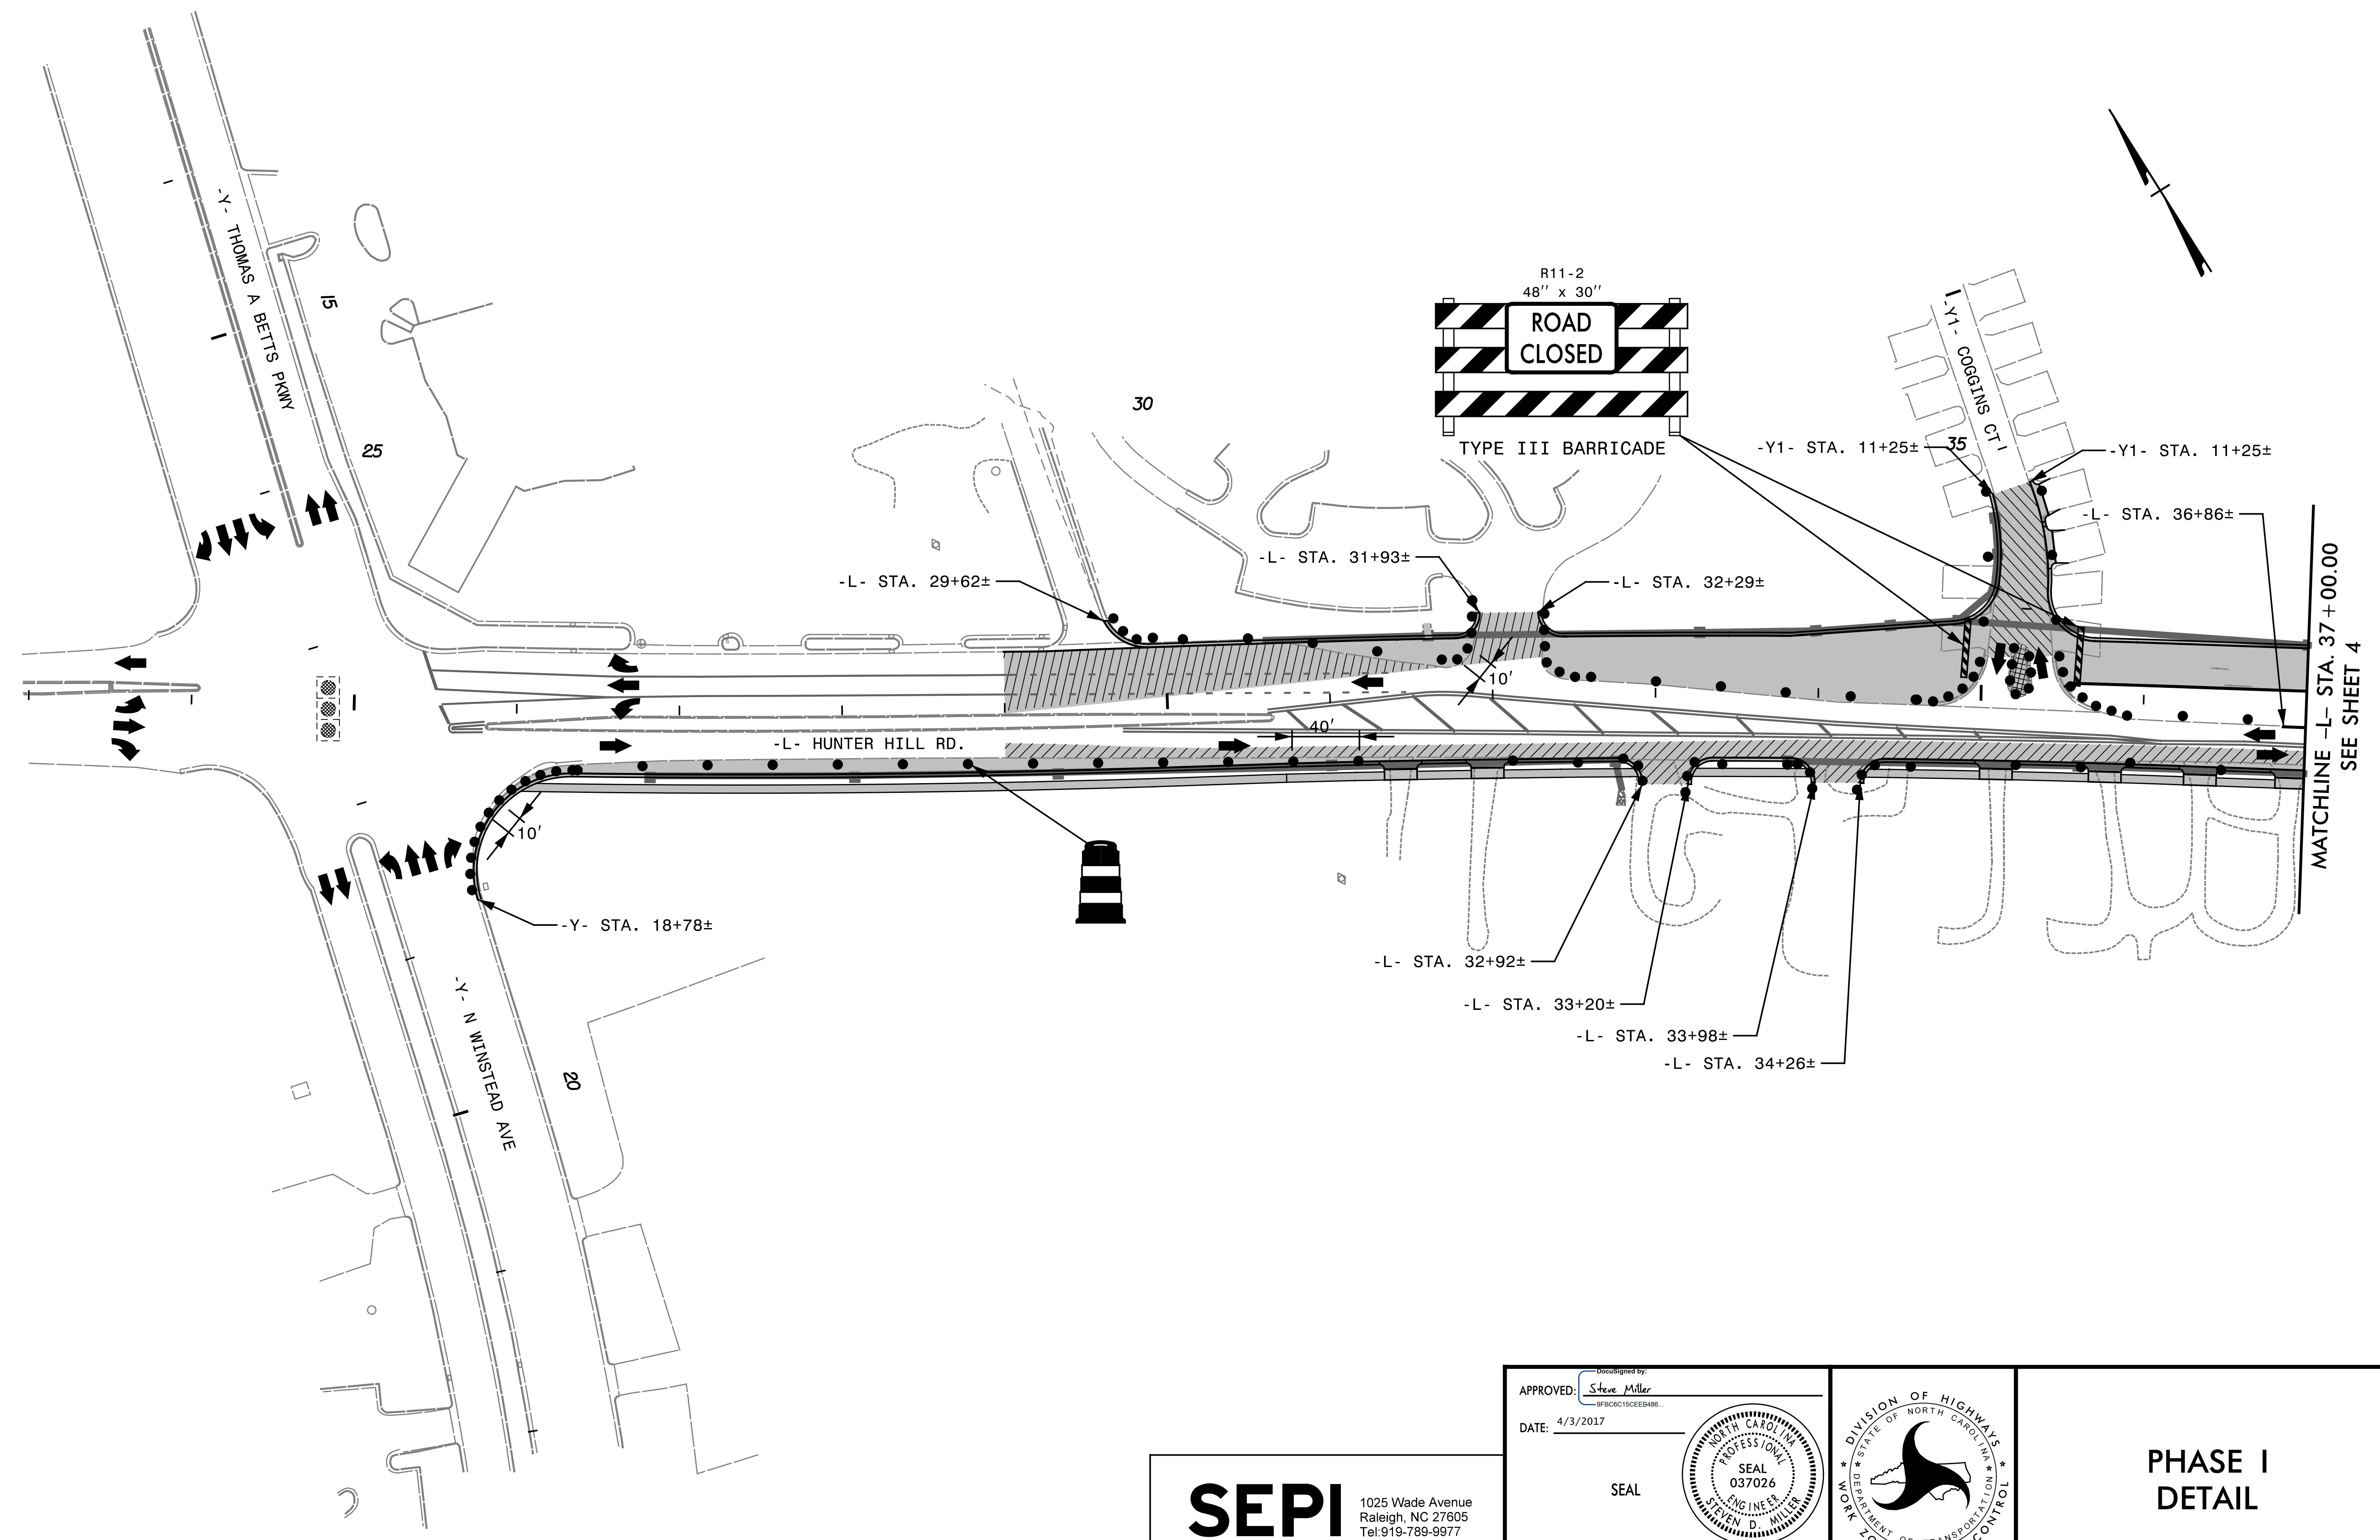 -Y- THOMAS A BETTS PKWY
15
25
30
R11-2
48'' x 30''
ROAD
CLOSED
TYPE III BARRICADE
-Y1- COGGINS CT
35
-Y1- STA. 11+25±
-Y1- STA. 11+25±
-L- STA. 36+86±
-L- STA. 31+93±
-L- STA. 29+62±
-L- STA. 32+29±
10'
40'
-L- HUNTER HILL RD.
10'
MATCHLINE -L- STA. 37+00.00
SEE SHEET 4
-Y- STA. 18+78±
-L- STA. 32+92±
-L- STA. 33+20±
-L- STA. 33+98±
-L- STA. 34+26±
-Y- N WINSTEAD AVE
20
SEPI
1025 Wade Avenue
Raleigh, NC 27605
Tel:919-789-9977
DocuSigned by:
APPROVED: Steve Miller
9FBC6C15CEEB486...
DATE: 4/3/2017
SEAL
NORTH CAROLINA
PROFESSIONAL
SEAL
037026
ENGINEER
STEVEN D. MILLER
DIVISION OF HIGHWAYS
STATE OF NORTH CAROLINA
DEPARTMENT OF TRANSPORTATION
WORK CONTROL
PHASE I
DETAIL